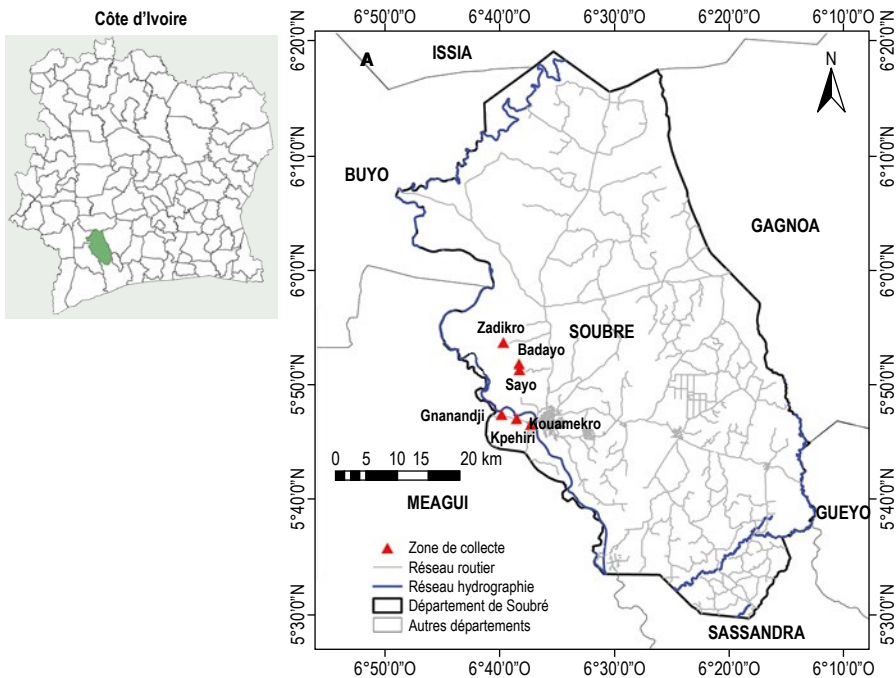 Côte d'Ivoire
6°50'0"O 6°40'0"O 6°30'0"O 6°20'0"O 6°10'0"O
6°20'0"N
6°10'0"N
6°0'0"N
5°50'0"N
5°40'0"N
5°30'0"N
A
ISSIA
N
BUYO
GAGNOA
Zadikro
SOUBRE
Badayo
Sayo
Gnanandji
Kouamekro
Kpehiri
0 5 10 15 20 km
MEAGUI
GUEYO
Zone de collecte
Réseau routier
Réseau hydrographie
Département de Soubré
Autres départements
SASSANDRA
6°20'0"N
6°10'0"N
6°0'0"N
5°50'0"N
5°40'0"N
5°30'0"N
6°50'0"O 6°40'0"O 6°30'0"O 6°20'0"O 6°10'0"O